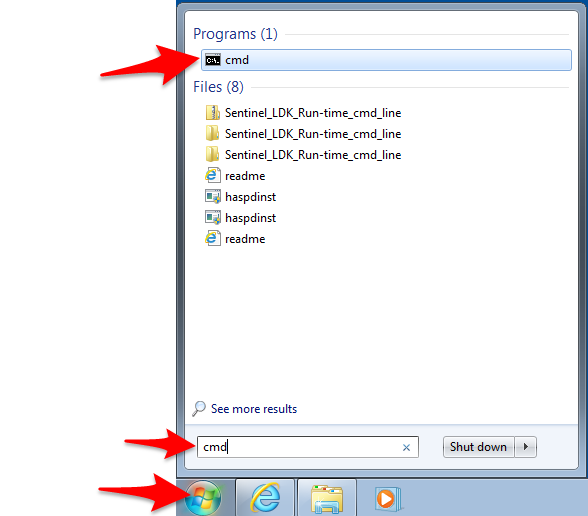 Programs (1)
C:\.
cmd
Files (8)
Sentinel_LDK_Run-time_cmd_line
Sentinel_LDK_Run-time_cmd_line
Sentinel_LDK_Run-time_cmd_line
readme
haspdinst
haspdinst
readme
See more results
cmd
Shut down